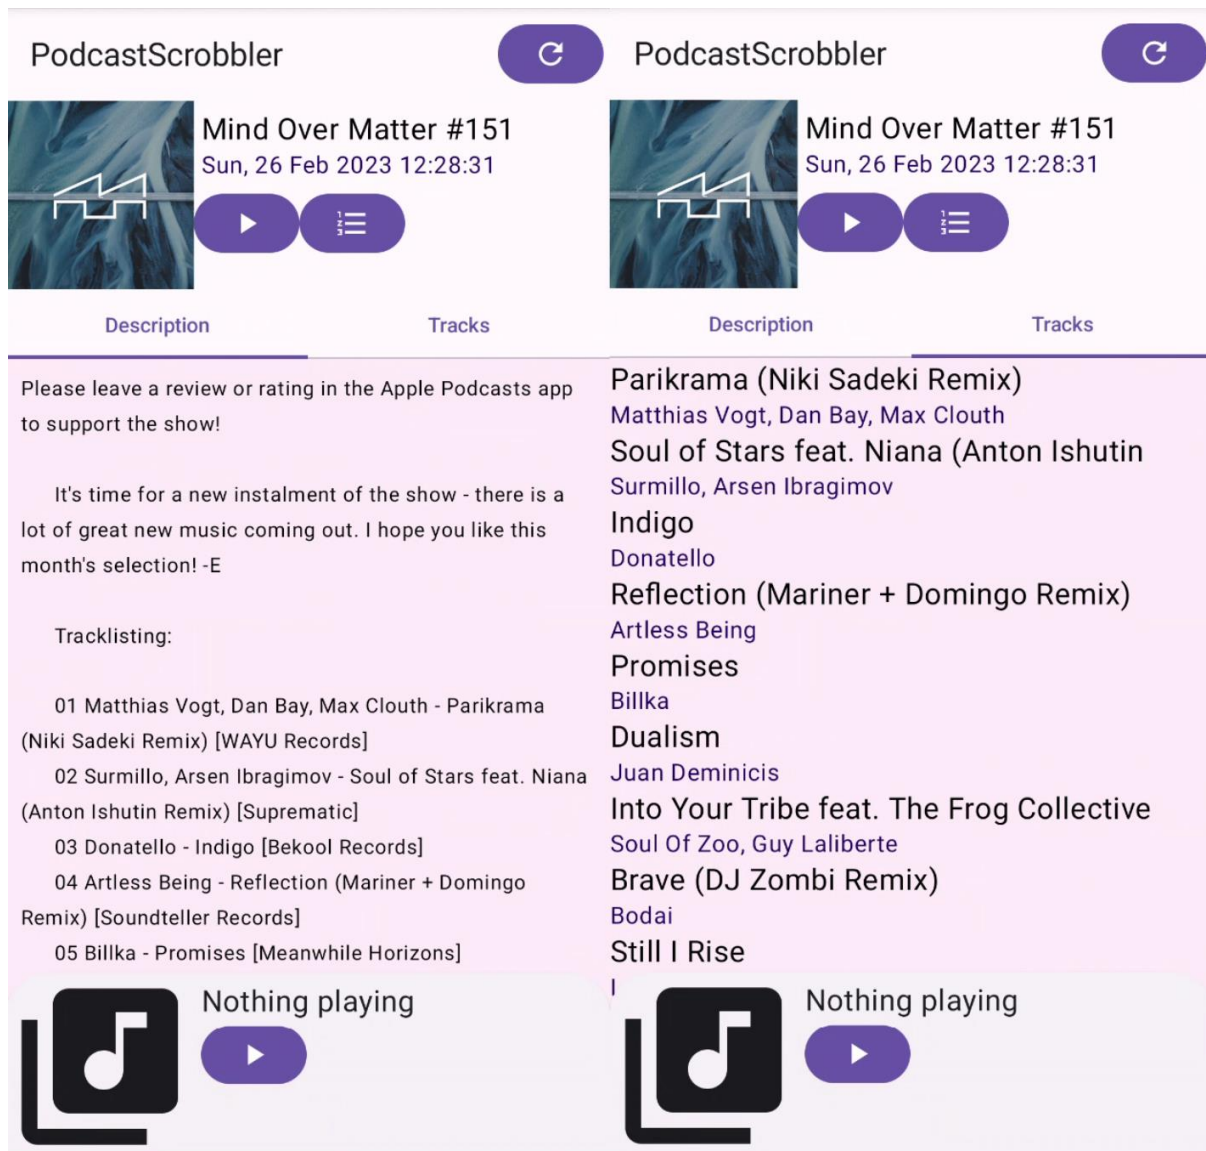 PodcastScrobbler
Mind Over Matter #151
Sun, 26 Feb 2023 12:28:31
1
2
3
Description
Tracks
Please leave a review or rating in the Apple Podcasts app
to support the show!
It's time for a new instalment of the show - there is a
lot of great new music coming out. I hope you like this
month's selection! -E
Tracklisting:
01 Matthias Vogt, Dan Bay, Max Clouth - Parikrama
(Niki Sadeki Remix) [WAYU Records]
02 Surmillo, Arsen Ibragimov - Soul of Stars feat. Niana
(Anton Ishutin Remix) [Suprematic]
03 Donatello - Indigo [Bekool Records]
04 Artless Being - Reflection (Mariner + Domingo
Remix) [Soundteller Records]
05 Billka - Promises [Meanwhile Horizons]
Nothing playing
PodcastScrobbler
Mind Over Matter #151
Sun, 26 Feb 2023 12:28:31
1
2
3
Description
Tracks
Parikrama (Niki Sadeki Remix)
Matthias Vogt, Dan Bay, Max Clouth
Soul of Stars feat. Niana (Anton Ishutin
Surmillo, Arsen Ibragimov
Indigo
Donatello
Reflection (Mariner + Domingo Remix)
Artless Being
Promises
Billka
Dualism
Juan Deminicis
Into Your Tribe feat. The Frog Collective
Soul Of Zoo, Guy Laliberte
Brave (DJ Zombi Remix)
Bodai
Still I Rise
Nothing playing